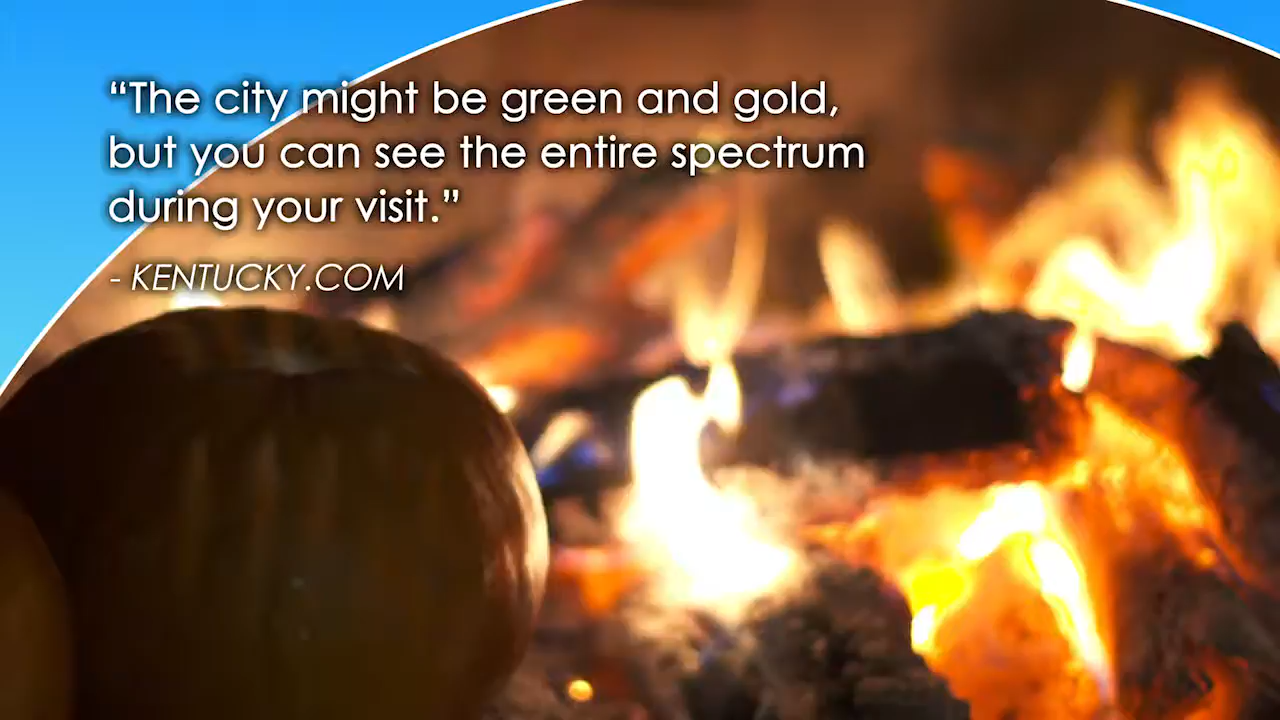 “The city might be green and gold,
but you can see the entire spectrum
during your visit.”
- KENTUCKY.COM